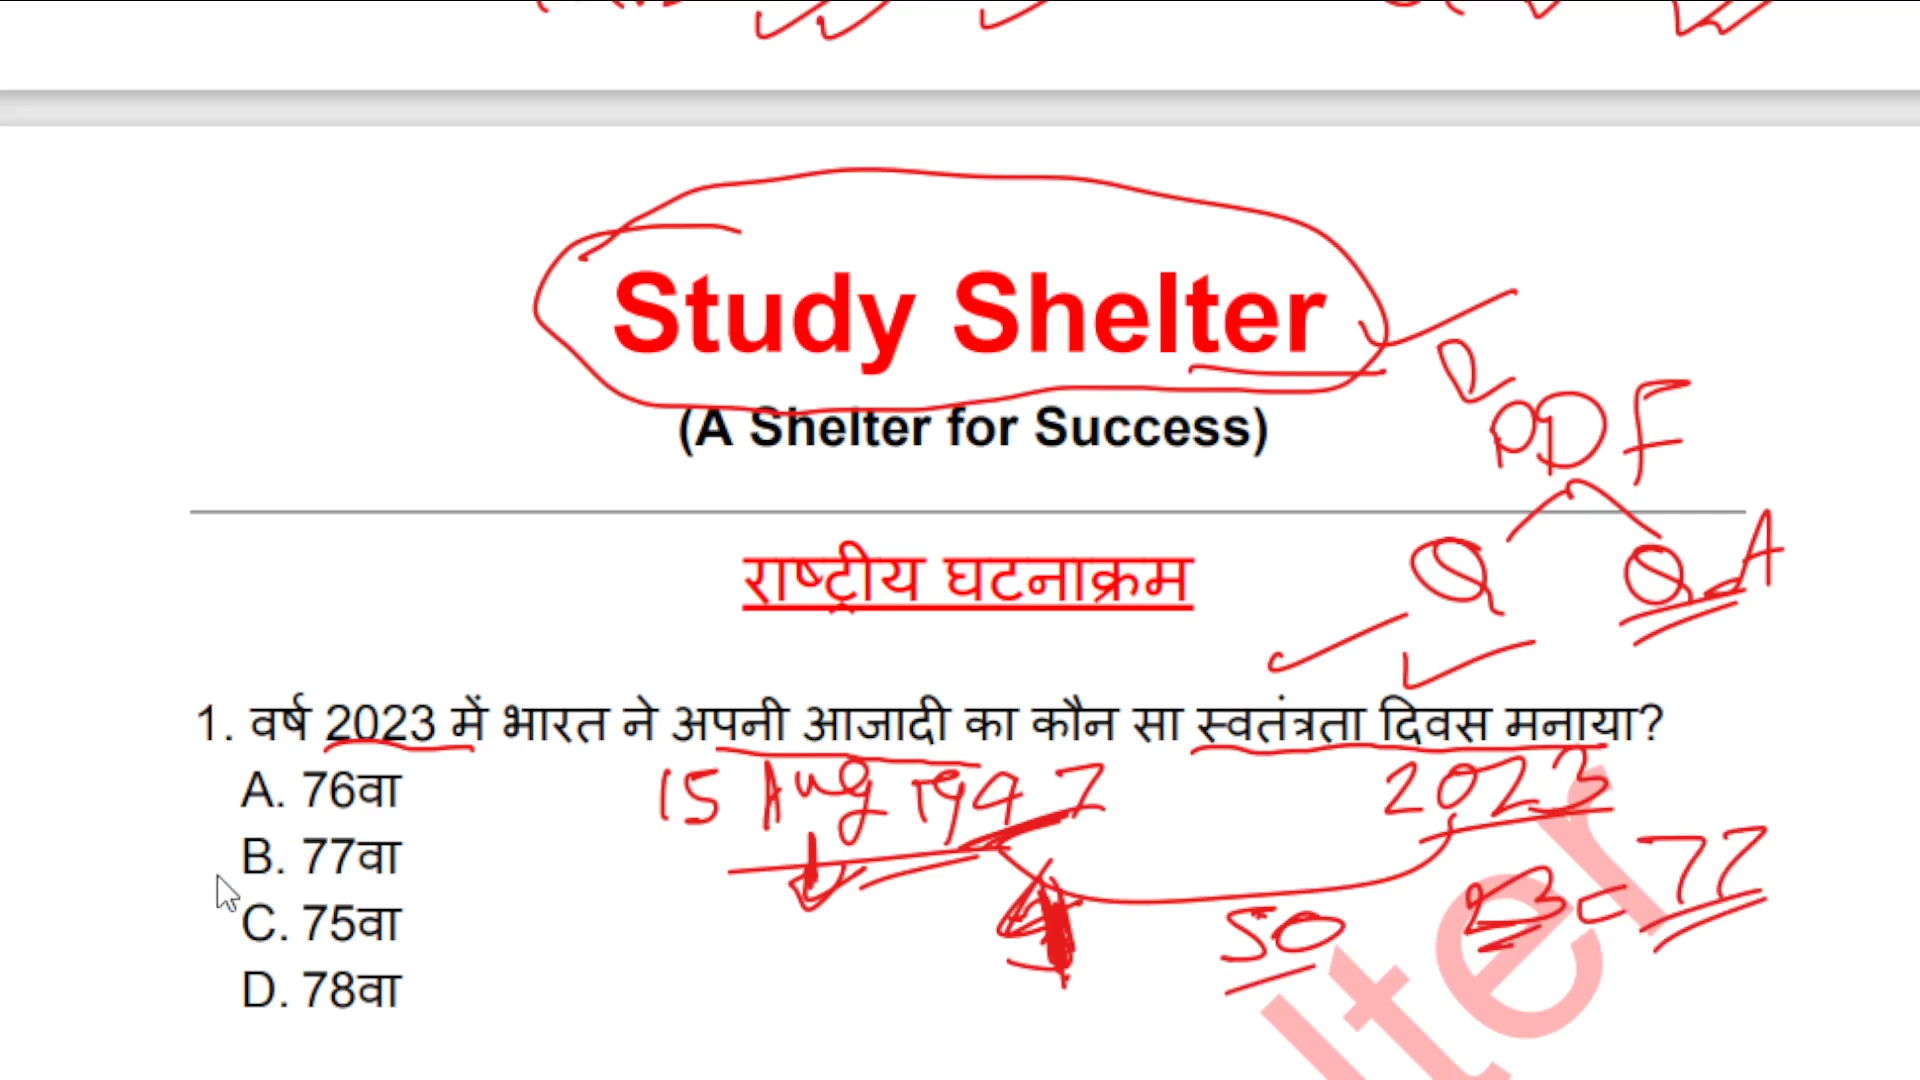 Study Shelter
(A Shelter for Success)
PDF
Q Q.A
राष्ट्रीय घटनाक्रम
1. वर्ष 2023 में भारत ने अपनी आजादी का कौन सा स्वतंत्रता दिवस मनाया?
15 Aug 1947 2023
A. 76वा
B. 77वा
50 = 77
C. 75वा
D. 78वा
lter